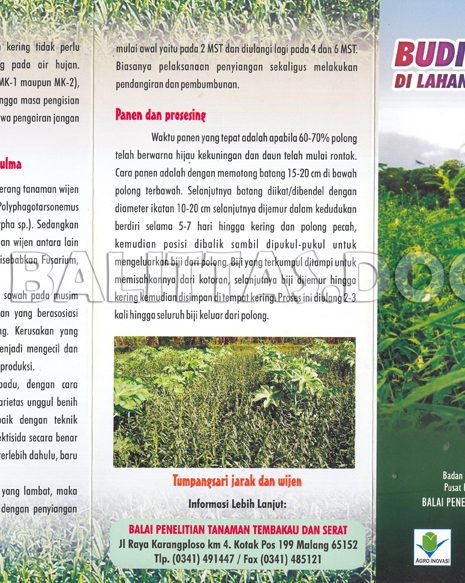 kering tidak perlu
g pada air hujan.
MK-1 maupun MK-2),
ngga masa pengisian
wa pengairan jangan
ulma
erang tanaman wijen
Polyphagotarsonemus
pha sp.). Sedangkan
an wijen antara lain
isebabkan Fusarium,
sawah pada musim
an yang berasosiasi
g. Kerusakan yang
enjadi mengecil dan
produksi.
adu, dengan cara
arietas unggul benih
aik dengan teknik
ektisida secara benar
erlebih dahulu, baru
yang lambat, maka
dengan penyiangan
mulai awal yaitu pada 2 MST dan diulangi lagi pada 4 dan 6 MST.
Biasanya pelaksanaan penyiangan sekaligus melakukan
pendangiran dan pembumbunan.
Panen dan prosesing
Waktu panen yang tepat adalah apabila 60-70% polong
telah berwarna hijau kekuningan dan daun telah mulai rontok.
Cara panen adalah dengan memotong batang 15-20 cm di bawah
polong terbawah. Selanjutnya batang diikat/dibendel dengan
diameter ikatan 10-20 cm selanjutnya dijemur dalam kedudukan
berdiri selama 5-7 hari hingga kering dan polong pecah,
kemudian posisi dibalik sambil dipukul-pukul untuk
mengeluarkan biji dari polong. Biji yang terkumpul ditampi untuk
memisahkannya dari kotoran, selanjutnya biji dijemur hingga
kering kemudian disimpan di tempat kering. Proses ini diulang 2-3
kali hingga seluruh biji keluar dari polong.
Tumpangsari jarak dan wijen
Informasi Lebih Lanjut:
BALAI PENELITIAN TANAMAN TEMBAKAU DAN SERAT
Jl Raya Karangploso km 4. Kotak Pos 199 Malang 65152
Tlp. (0341) 491447 / Fax (0341) 485121
BUDI
DI LAHAN
Badan
Pusat
BALAI PENE
AGRO INOVASI
BALITTAS.DOC